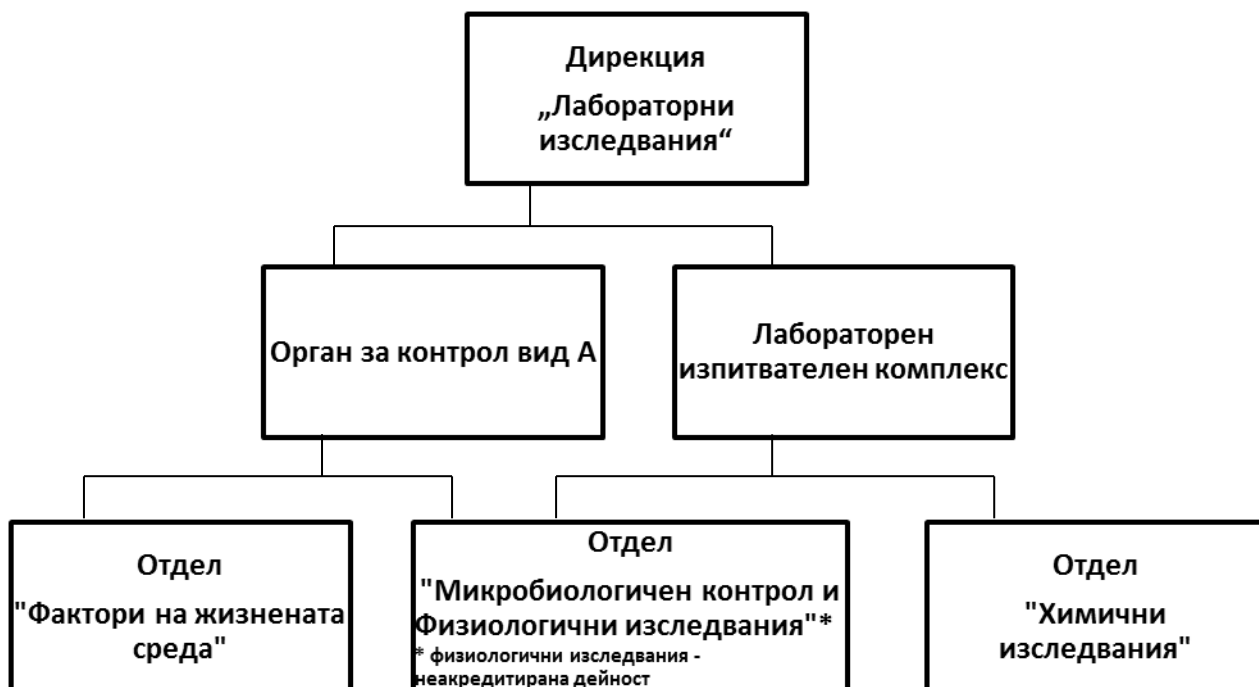 Дирекция
„Лабораторни
изследвания“
Орган за контрол вид А
Лабораторен
изпитвателен комплекс
Отдел
"Фактори на жизнената
среда"
Отдел
"Микробиологичен контрол и
Физиологични изследвания"*
* физиологични изследвания -
неакредитирана дейност
Отдел
"Химични
изследвания"